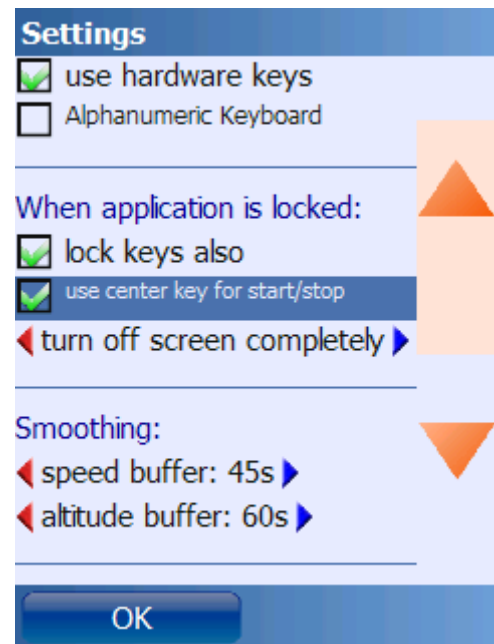 Settings
use hardware keys
Alphanumeric Keyboard
When application is locked:
lock keys also
use center key for start/stop
turn off screen completely
Smoothing:
speed buffer: 45s
altitude buffer: 60s
OK